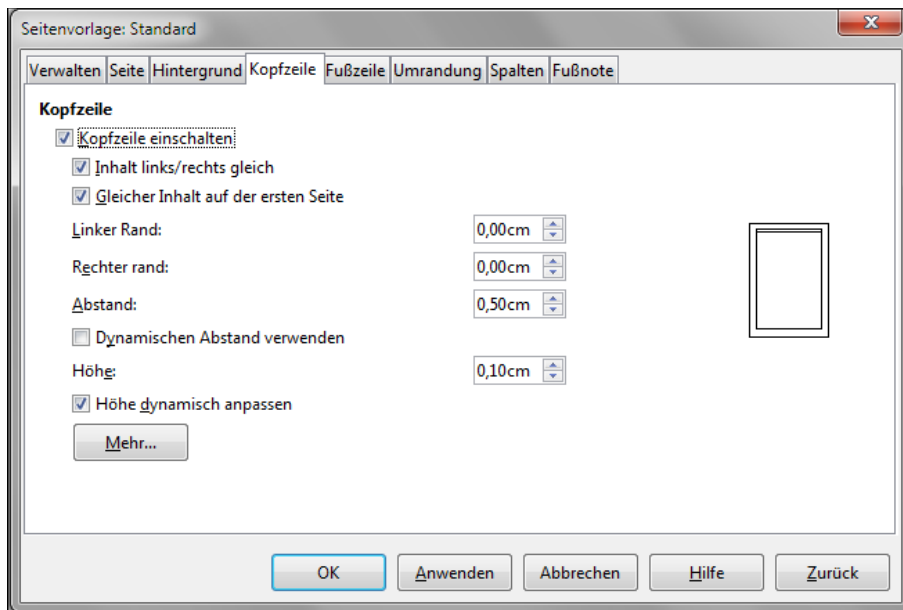 Seitenvorlage: Standard
Verwalten Seite Hintergrund Kopfzeile Fußzeile Umrandung Spalten Fußnote
Kopfzeile
Kopfzeile einschalten
Inhalt links/rechts gleich
Gleicher Inhalt auf der ersten Seite
Linker Rand: 0,00cm
Rechter rand: 0,00cm
Abstand: 0,50cm
Dynamischen Abstand verwenden
Höhe: 0,10cm
Höhe dynamisch anpassen
Mehr...
OK Anwenden Abbrechen Hilfe Zurück